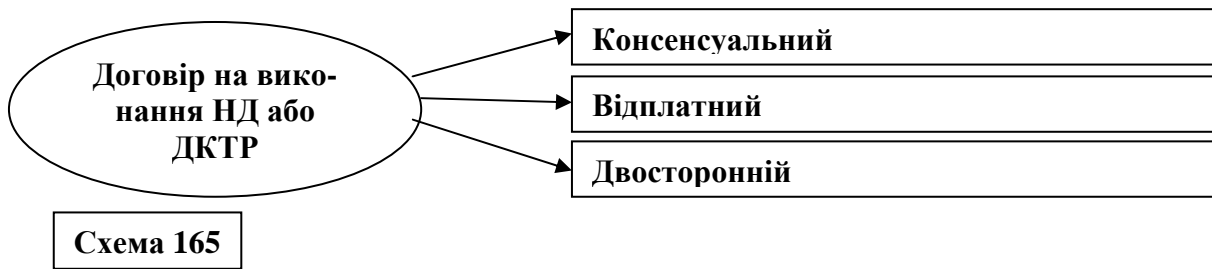 Договір на вико-
нання НД або
ДКТР
Консенсуальний
Відплатний
Двосторонній
Схема 165